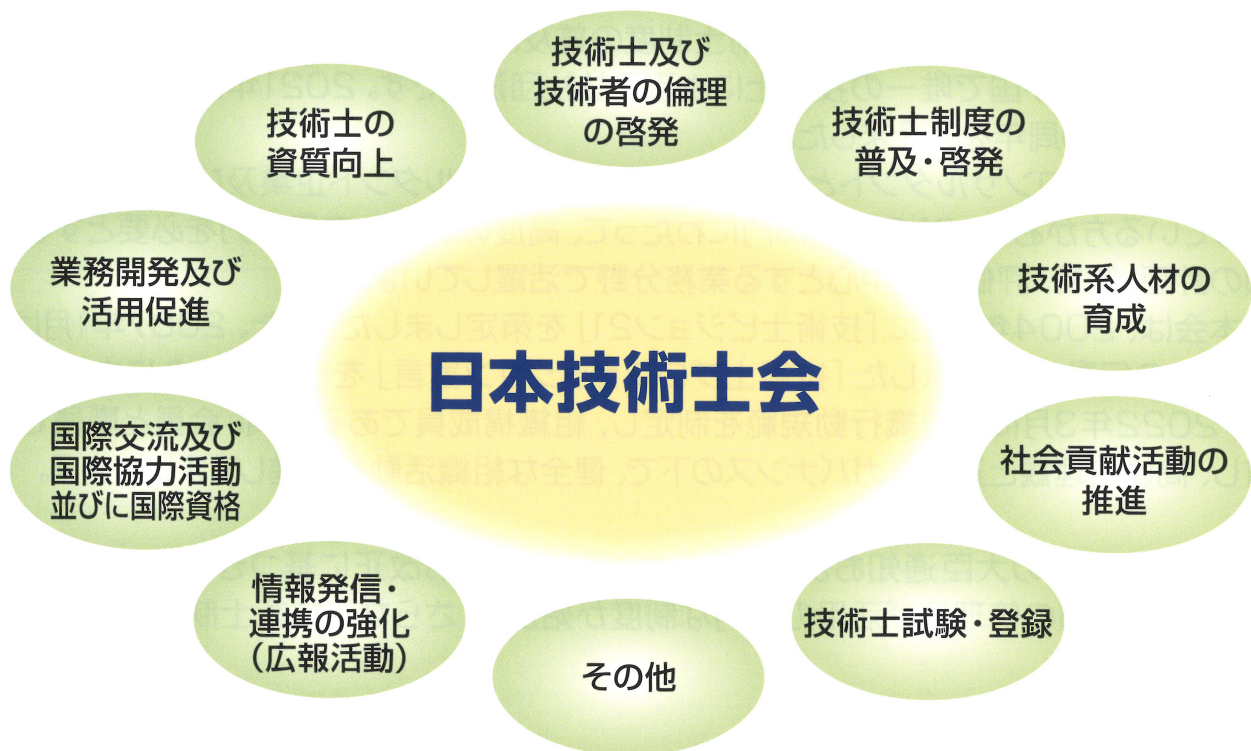 技術士及び
技術者の倫理
の啓発
技術士制度の
普及・啓発
技術系人材の
育成
社会貢献活動の
推進
技術士試験・登録
その他
情報発信・
連携の強化
（広報活動）
国際交流及び
国際協力活動
並びに国際資格
業務開発及び
活用促進
技術士の
資質向上
日本技術士会